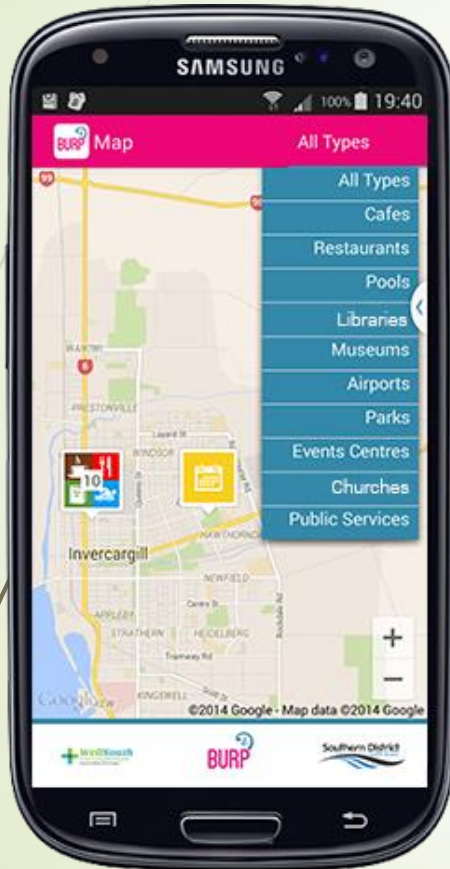 SAMSUNG
100% 19:40
BURP Map
All Types
All Types
Cafes
Restaurants
Pools
Libraries
Museums
Airports
Parks
Events Centres
Churches
Public Services
99
6
PRESTONVILLE
WINDSOR
10
HAWTHORNDALE
Invercargill
NEWFIELD
APPLEBY
Centre St
STRATHERN
HEIDELBERG
Tramway Rd
KINGSWELL
+
−
Google
©2014 Google - Map data ©2014 Google
WellSouth
BURP
Southern District